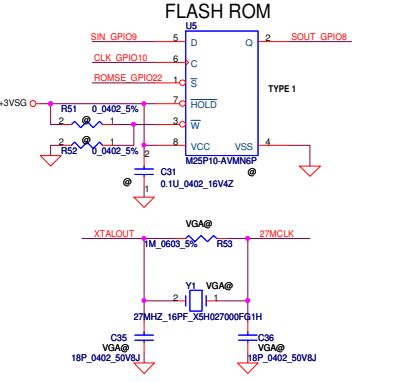 FLASH ROM
U5
SIN_GPIO9 5 D Q 2 SOUT_GPIO8
CLK_GPIO10 6 C
ROMSE_GPIO22 1 S TYPE 1
+3VSG 7 HOLD
R51 0_0402_5%
2 @ 1 3 W
2 @ 1 8 VCC VSS 4
R52 0_0402_5% M25P10-AVMN6P
@
2
C31
@ 0.1U_0402_16V4Z
1
VGA@
XTALOUT 27MCLK
1M_0603_5% R53
Y1 VGA@
2 1
27MHZ_16PF_X5H027000FG1H
C35 C36
VGA@ VGA@
18P_0402_50V8J 18P_0402_50V8J